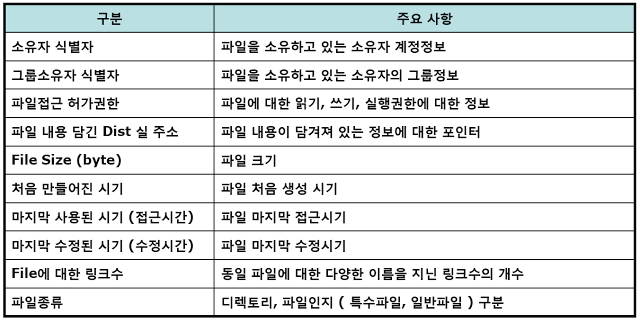 구분 주요 사항
소유자 식별자 파일을 소유하고 있는 소유자 계정정보
그룹소유자 식별자 파일을 소유하고 있는 소유자의 그룹정보
파일접근 허가권한 파일에 대한 읽기, 쓰기, 실행권한에 대한 정보
파일 내용 담긴 Dist 실 주소 파일 내용이 담겨져 있는 정보에 대한 포인터
File Size (byte) 파일 크기
처음 만들어진 시기 파일 처음 생성 시기
마지막 사용된 시기 (접근시간) 파일 마지막 접근시기
마지막 수정된 시기 (수정시간) 파일 마지막 수정시기
File에 대한 링크수 동일 파일에 대한 다양한 이름을 지닌 링크수의 개수
파일종류 디렉토리, 파일인지 ( 특수파일, 일반파일 ) 구분